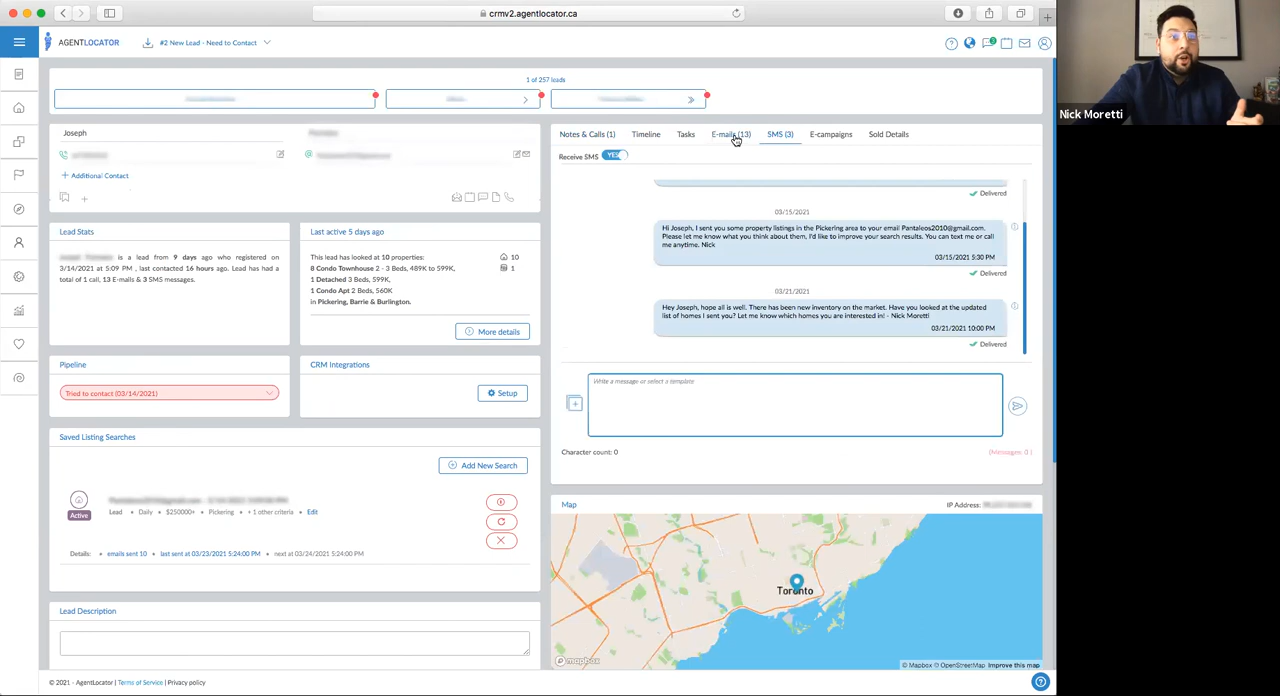 crmv2.agentlocator.ca
AGENTLOCATOR
#2 New Lead - Need to Contact
1 of 257 leads
Joseph
+ Additional Contact
Lead Stats
is a lead from 9 days ago who registered on
3/14/2021 at 5:09 PM , last contacted 16 hours ago. Lead has had a
total of 1 call, 13 E-mails & 3 SMS messages.
Last active 5 days ago
This lead has looked at 10 properties:
8 Condo Townhouse 2 - 3 Beds, 489K to 599K,
1 Detached 3 Beds, 599K,
1 Condo Apt 2 Beds, 560K
in Pickering, Barrie & Burlington.
10
1
More details
Pipeline
Tried to contact (03/14/2021)
CRM Integrations
Setup
Saved Listing Searches
Add New Search
Active
Lead • Daily • $250000+ • Pickering • + 1 other criteria • Edit
Details: • emails sent 10 • last sent at 03/23/2021 5:24:00 PM • next at 03/24/2021 5:24:00 PM
Lead Description
Notes & Calls (1)
Timeline
Tasks
E-mails (13)
SMS (3)
E-campaigns
Sold Details
Receive SMS YES
Delivered
03/15/2021
Hi Joseph, I sent you some property listings in the Pickering area to your email Pantaleos2010@gmail.com.
Please let me know what you think about them, I'd like to improve your search results. You can text me or call
me anytime. Nick
03/15/2021 5:30 PM
Delivered
03/21/2021
Hey Joseph, hope all is well. There has been new inventory on the market. Have you looked at the updated
list of homes I sent you? Let me know which homes you are interested in! - Nick Moretti
03/21/2021 10:00 PM
Delivered
Write a message or select a template
Character count: 0
(Messages: 0 )
Map
IP Address:
Toronto
mapbox
© Mapbox © OpenStreetMap Improve this map
© 2021 - AgentLocator | Terms of Service | Privacy policy
Nick Moretti